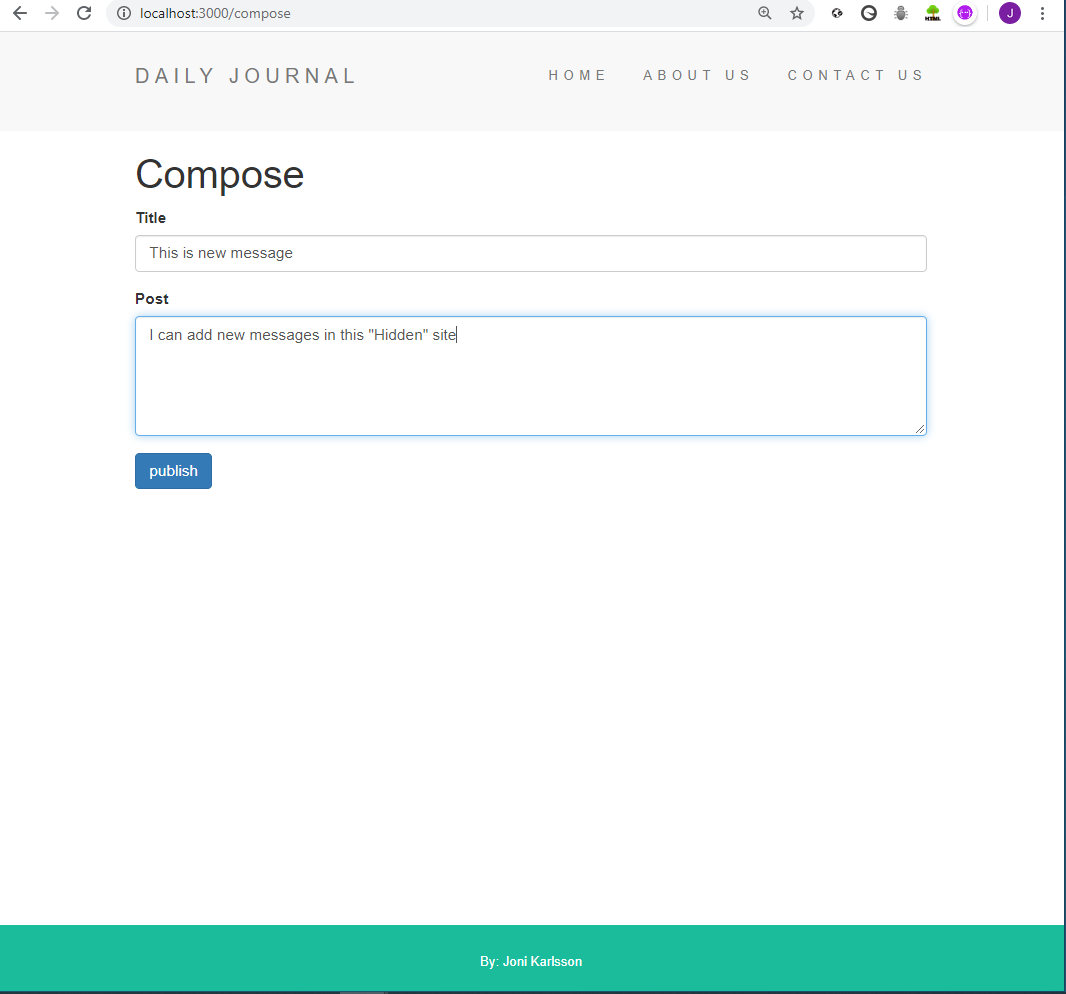 localhost:3000/compose
J
HTML
DAILY JOURNAL
HOME ABOUT US CONTACT US
Compose
Title
This is new message
Post
I can add new messages in this "Hidden" site
publish
By: Joni Karlsson